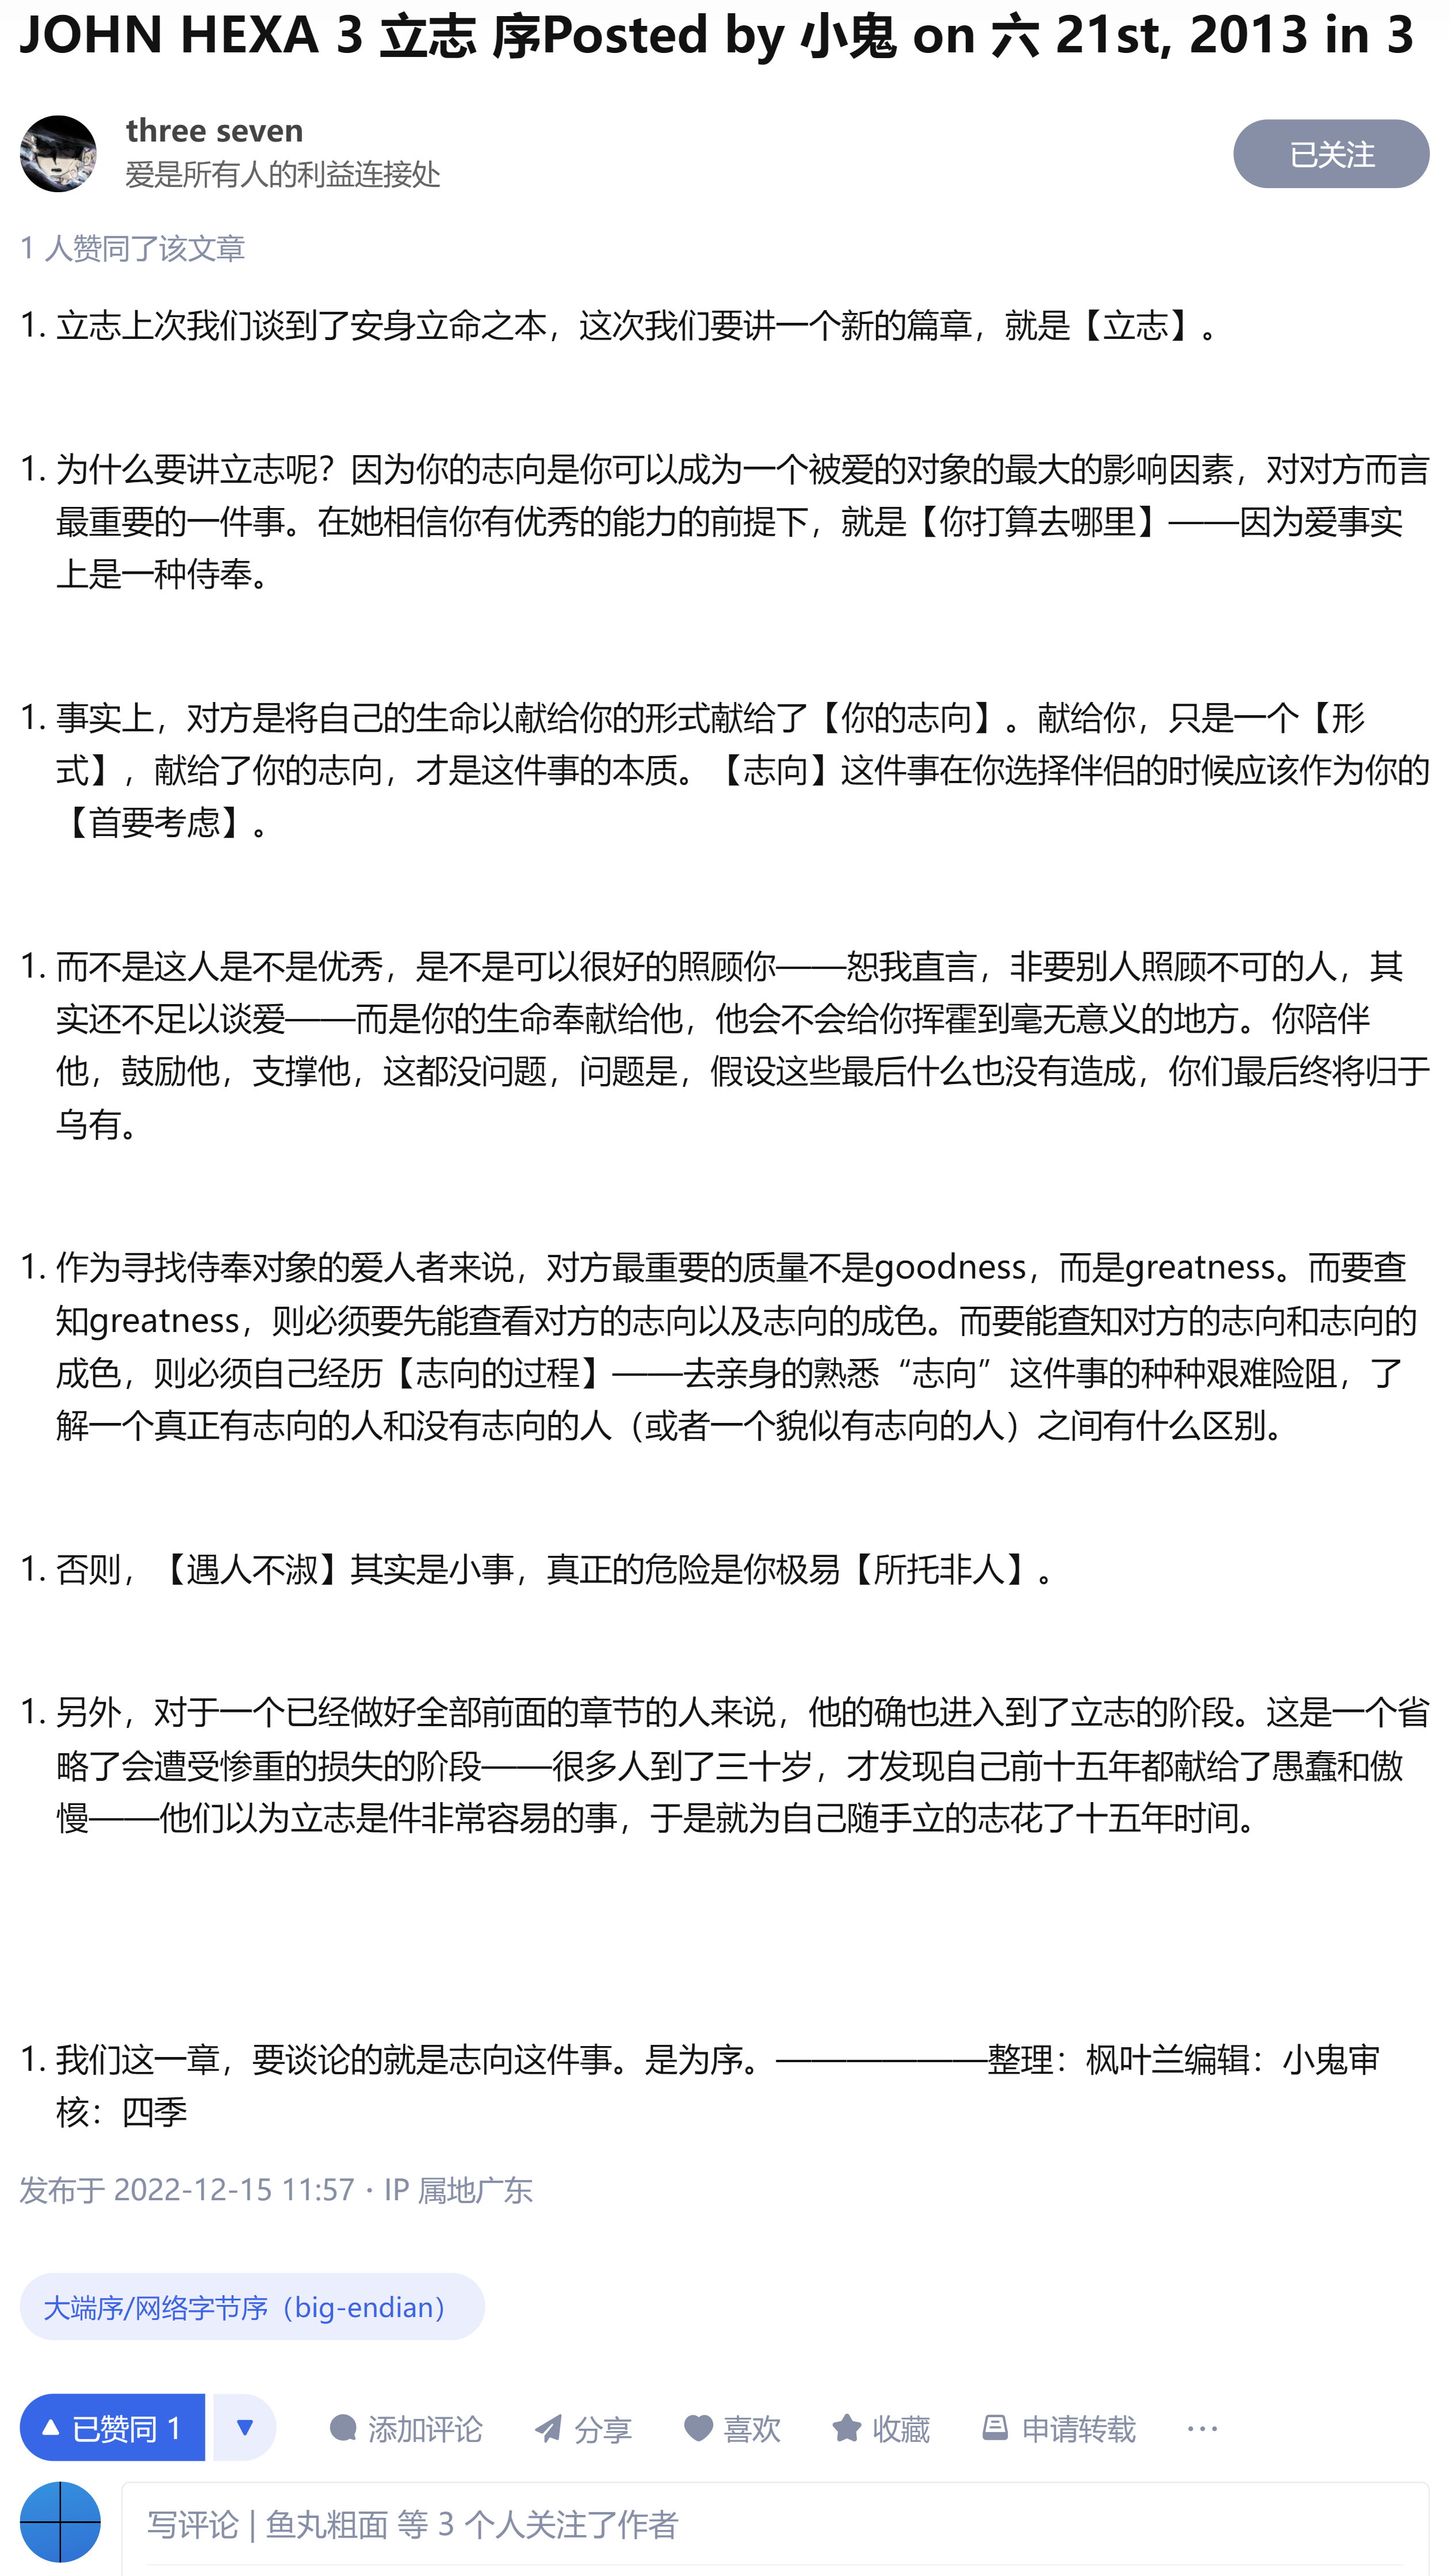 JOHN HEXA 3 立志 序Posted by 小鬼 on 六 21st, 2013 in 3
three seven
爱是所有人的利益连接处
已关注
1 人赞同了该文章
1. 立志上次我们谈到了安身立命之本，这次我们要讲一个新的篇章，就是【立志】。
1. 为什么要讲立志呢？因为你的志向是你可以成为一个被爱的对象的最大的影响因素，对对方而言
最重要的一件事。在她相信你有优秀的能力的前提下，就是【你打算去哪里】——因为爱事实
上是一种侍奉。
1. 事实上，对方是将自己的生命以献给你的形式献给了【你的志向】。献给你，只是一个【形
式】，献给了你的志向，才是这件事的本质。【志向】这件事在你选择伴侣的时候应该作为你的
【首要考虑】。
1. 而不是这人是不是优秀，是不是可以很好的照顾你——恕我直言，非要别人照顾不可的人，其
实还不足以谈爱——而是你的生命奉献给他，他会不会给你挥霍到毫无意义的地方。你陪伴
他，鼓励他，支撑他，这都没问题，问题是，假设这些最后什么也没有造成，你们最后终将归于
乌有。
1. 作为寻找侍奉对象的爱人者来说，对方最重要的质量不是goodness，而是greatness。而要查
知greatness，则必须要先能查看对方的志向以及志向的成色。而要能查知对方的志向和志向的
成色，则必须自己经历【志向的过程】——去亲身的熟悉“志向”这件事的种种艰难险阻，了
解一个真正有志向的人和没有志向的人（或者一个貌似有志向的人）之间有什么区别。
1. 否则，【遇人不淑】其实是小事，真正的危险是你极易【所托非人】。
1. 另外，对于一个已经做好全部前面的章节的人来说，他的确也进入到了立志的阶段。这是一个省
略了会遭受惨重的损失的阶段——很多人到了三十岁，才发现自己前十五年都献给了愚蠢和傲
慢——他们以为立志是件非常容易的事，于是就为自己随手立的志花了十五年时间。
1. 我们这一章，要谈论的就是志向这件事。是为序。——————整理：枫叶兰编辑：小鬼审
核：四季
发布于 2022-12-15 11:57 · IP 属地广东
大端序/网络字节序（big-endian）
已赞同 1
添加评论
分享
喜欢
收藏
申请转载
···
写评论 | 鱼丸粗面 等 3 个人关注了作者